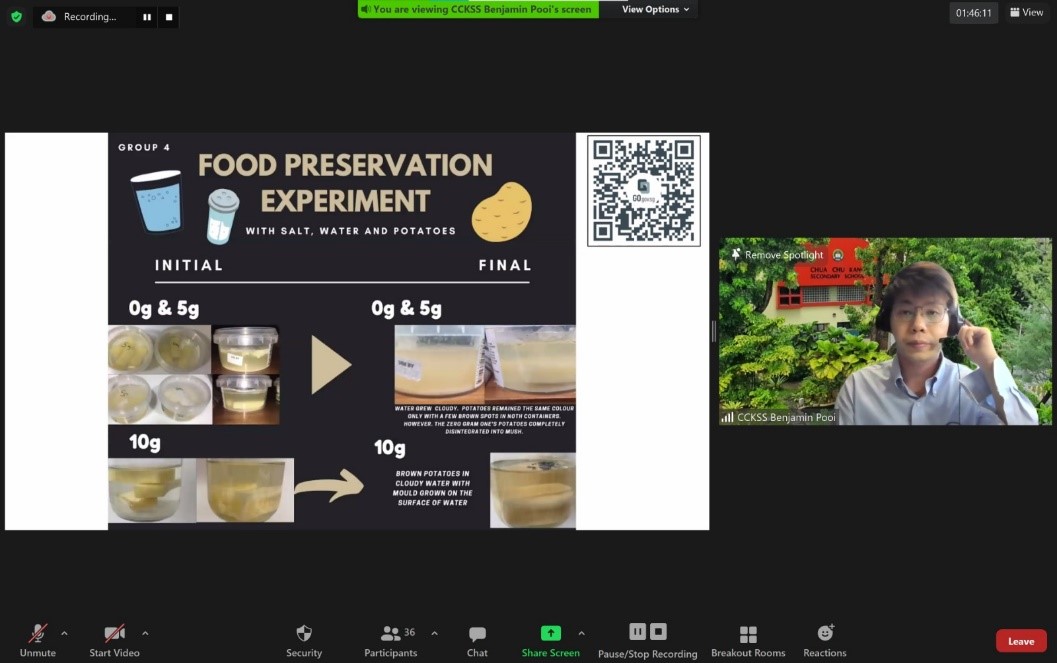 Recording...
You are viewing CCKSS Benjamin Pooi's screen
View Options
01:46:11
View
GROUP 4
FOOD PRESERVATION
EXPERIMENT
WITH SALT, WATER AND POTATOES
INITIAL
FINAL
0g & 5g
0g & 5g
WATER GREW CLOUDY. POTATOES REMAINED THE SAME COLOUR
ONLY WITH A FEW BROWN SPOTS IN NOTH CONTAINERS.
HOWEVER, THE ZERO GRAM ONE'S POTATOES COMPLETELY
DISINTEGRATED INTO MUSH.
10g
10g
BROWN POTATOES IN
CLOUDY WATER WITH
MOULD GROWN ON THE
SURFACE OF WATER
Remove Spotlight
CHUA CHU KAN
SECONDARY SCHOOL
CCKSS Benjamin Pooi
Unmute
Start Video
Security
36
Participants
Chat
Share Screen
Pause/Stop Recording
Breakout Rooms
Reactions
Leave